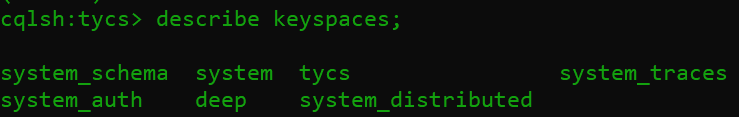 cqlsh:tycs> describe keyspaces;
system_schema  system  tycs                system_traces
system_auth    deep    system_distributed